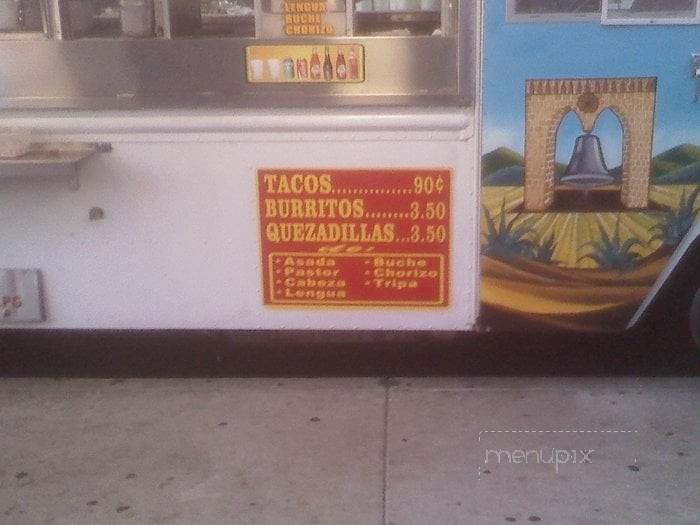 LENGUA
BUCHE
CHORIZO
TACOS...............90¢
BURRITOS........3.50
QUEZADILLAS...3.50
de:
• Asada
• Pastor
• Cabeza
• Lengua
• Buche
• Chorizo
• Tripa
PS
menupix